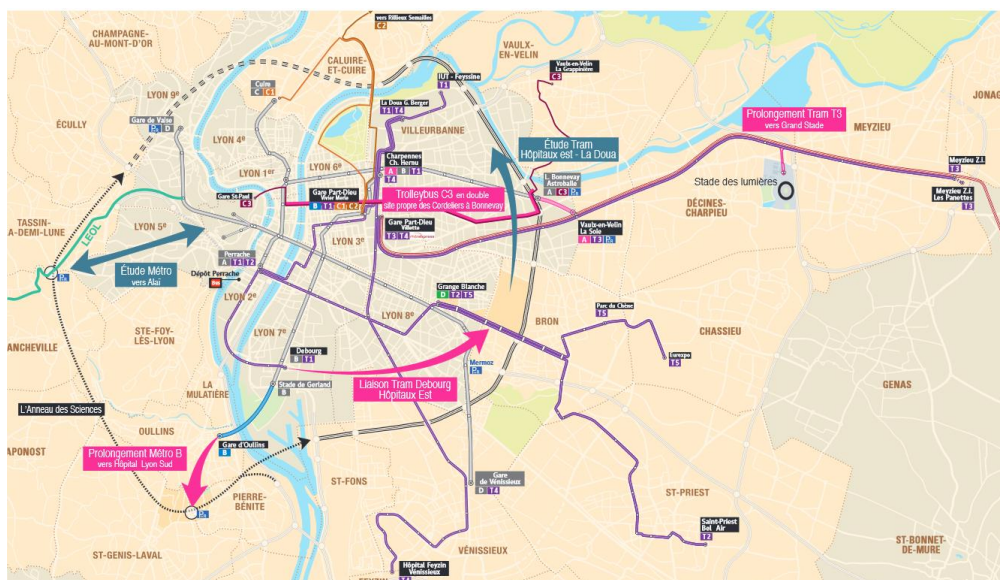 vers Rillieux Semailles
C2
CHAMPAGNE-
AU-MONT-D'OR
CALUIRE-
ET-CUIRE
VAULX-
EN-VELIN
IUT - Feyssine
T1
Vaulx-en-Velin
La Grappinière
C3
Cuire
C C1
LYON 9e
La Doua G. Berger
T1 T4
Prolongement Tram T3
vers Grand Stade
JONAG
MEYZIEU
Gare de Vaise
D
ÉCULLY
LYON 4e
VILLEURBANNE
Étude Tram
Hôpitaux est - La Doua
Charpennes
Ch. Hernu
A B T1
T4
LYON 6e
LYON 1er
L. Bonnevay
Astroballe
A C3
Meyzieu Z.I.
T3
Gare St-Paul
C3
Gare Part-Dieu
Vivier Merle
B T1 C1 C2
Trolleybus C3 en double
site propre des Cordeliers à Bonnevay
Stade des lumières
Meyzieu Z.I.
Les Panettes
T3
DÉCINES-
CHARPIEU
TASSIN-
A-DEMI-LUNE
LEOL
LYON 5e
LYON 3e
Gare Part-Dieu
Villette
T3 T4
Vaulx-en-Velin
La Soie
A T3
Perrache
A T1 T2
Étude Métro
vers Alaï
Dépôt Perrache
Bus
LYON 2e
Grange Blanche
D T2 T5
LYON 8e
BRON
Parc du Chêne
T5
CHASSIEU
STE-FOY-
LÈS-LYON
LYON 7e
ANCHEVILLE
Debourg
B T1
Eurexpo
T5
Mermoz
GENAS
Liaison Tram Debourg
Hôpitaux Est
Stade de Gerland
B
LA
MULATIÈRE
L'Anneau des Sciences
OULLINS
Gare d'Oullins
B
APONOST
Prolongement Métro B
vers Hôpital Lyon Sud
Gare
de Vénissieux
D T4
ST-FONS
PIERRE-
BÉNITE
ST-PRIEST
Saint-Priest
Bel Air
T2
ST-GENIS-LAVAL
VÉNISSIEUX
ST-BONNET-
DE-MURE
Hôpital Feyzin
Vénissieux
T4